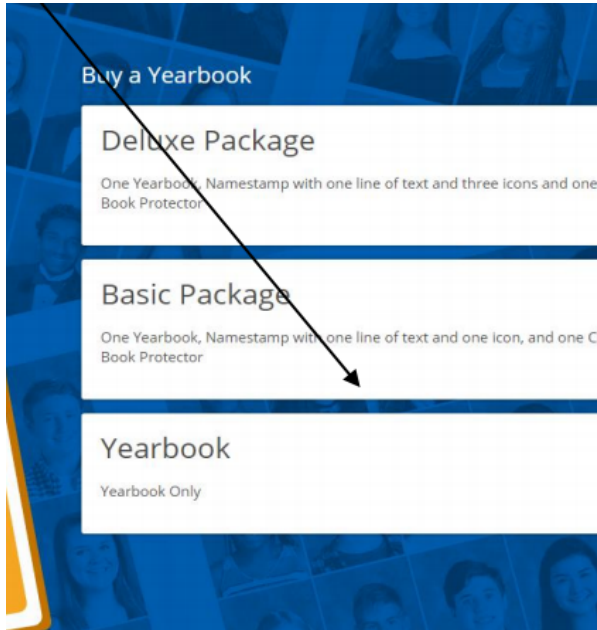 Buy a Yearbook
Deluxe Package
One Yearbook, Namestamp with one line of text and three icons and one
Book Protector
Basic Package
One Yearbook, Namestamp with one line of text and one icon, and one C
Book Protector
Yearbook
Yearbook Only